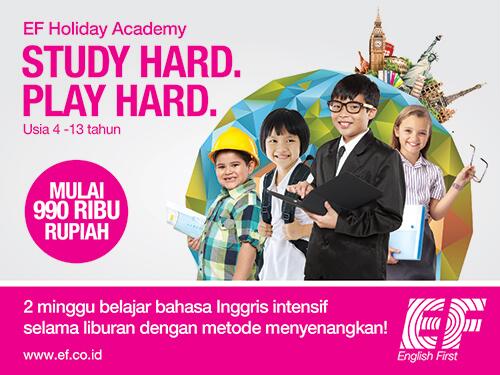 EF Holiday Academy
STUDY HARD.
PLAY HARD.
Usia 4 -13 tahun
MULAI
990 RIBU
RUPIAH
2 minggu belajar bahasa Inggris intensif
selama liburan dengan metode menyenangkan!
www.ef.co.id
EF
English First